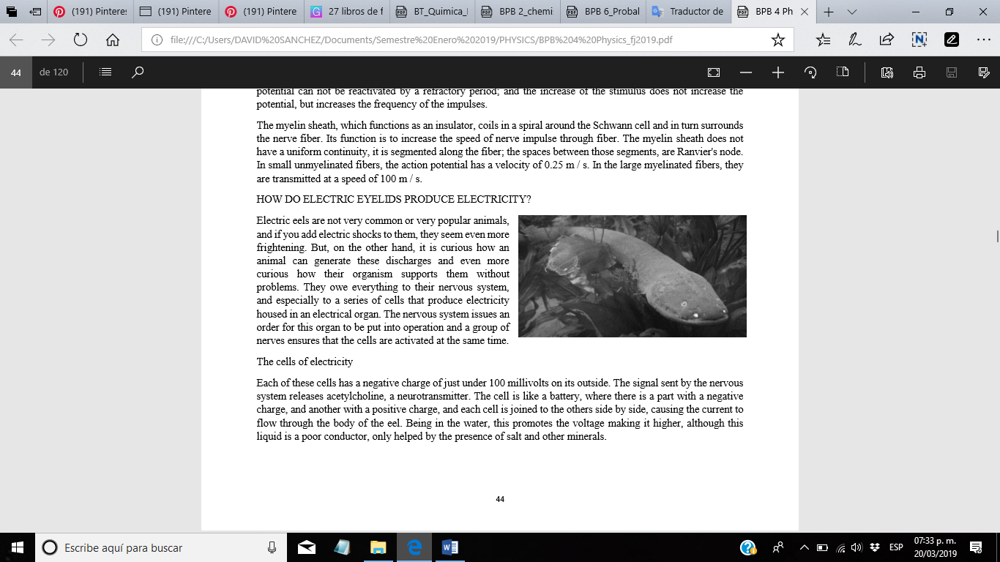 (191) Pinteres
(191) Pintere
(191) Pintere
27 libros de f
BT_Quimica_I
BPB 2_chemi
BPB 6_Probal
Traductor de
BPB 4 Ph
file:///C:/Users/DAVID%20SANCHEZ/Documents/Semestre%20Enero%202019/PHYSICS/BPB%204%20Physics_fj2019.pdf
44 de 120
potential can not be reactivated by a refractory period; and the increase of the stimulus does not increase the
potential, but increases the frequency of the impulses.
The myelin sheath, which functions as an insulator, coils in a spiral around the Schwann cell and in turn surrounds
the nerve fiber. Its function is to increase the speed of nerve impulse through fiber. The myelin sheath does not
have a uniform continuity, it is segmented along the fiber; the spaces between those segments, are Ranvier's node.
In small unmyelinated fibers, the action potential has a velocity of 0.25 m / s. In the large myelinated fibers, they
are transmitted at a speed of 100 m / s.
HOW DO ELECTRIC EYELIDS PRODUCE ELECTRICITY?
Electric eels are not very common or very popular animals,
and if you add electric shocks to them, they seem even more
frightening. But, on the other hand, it is curious how an
animal can generate these discharges and even more
curious how their organism supports them without
problems. They owe everything to their nervous system,
and especially to a series of cells that produce electricity
housed in an electrical organ. The nervous system issues an
order for this organ to be put into operation and a group of
nerves ensures that the cells are activated at the same time.
The cells of electricity
Each of these cells has a negative charge of just under 100 millivolts on its outside. The signal sent by the nervous
system releases acetylcholine, a neurotransmitter. The cell is like a battery, where there is a part with a negative
charge, and another with a positive charge, and each cell is joined to the others side by side, causing the current to
flow through the body of the eel. Being in the water, this promotes the voltage making it higher, although this
liquid is a poor conductor, only helped by the presence of salt and other minerals.
44
Escribe aquí para buscar
ESP
07:33 p. m.
20/03/2019